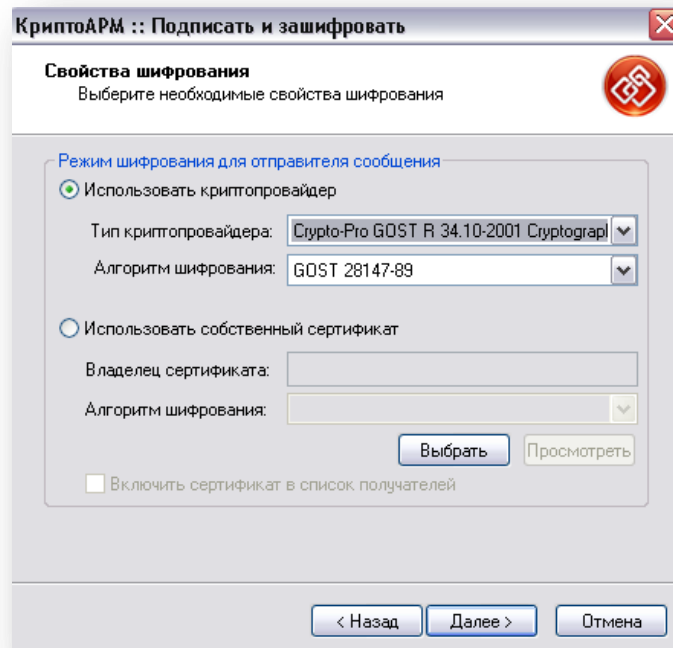 КриптоАРМ :: Подписать и зашифровать
Свойства шифрования
Выберите необходимые свойства шифрования
Режим шифрования для отправителя сообщения
Использовать криптопровайдер
Тип криптопровайдера: Crypto-Pro GOST R 34.10-2001 Cryptograpl
Алгоритм шифрования: GOST 28147-89
Использовать собственный сертификат
Владелец сертификата:
Алгоритм шифрования:
Выбрать Просмотреть
Включить сертификат в список получателей
< Назад Далее > Отмена